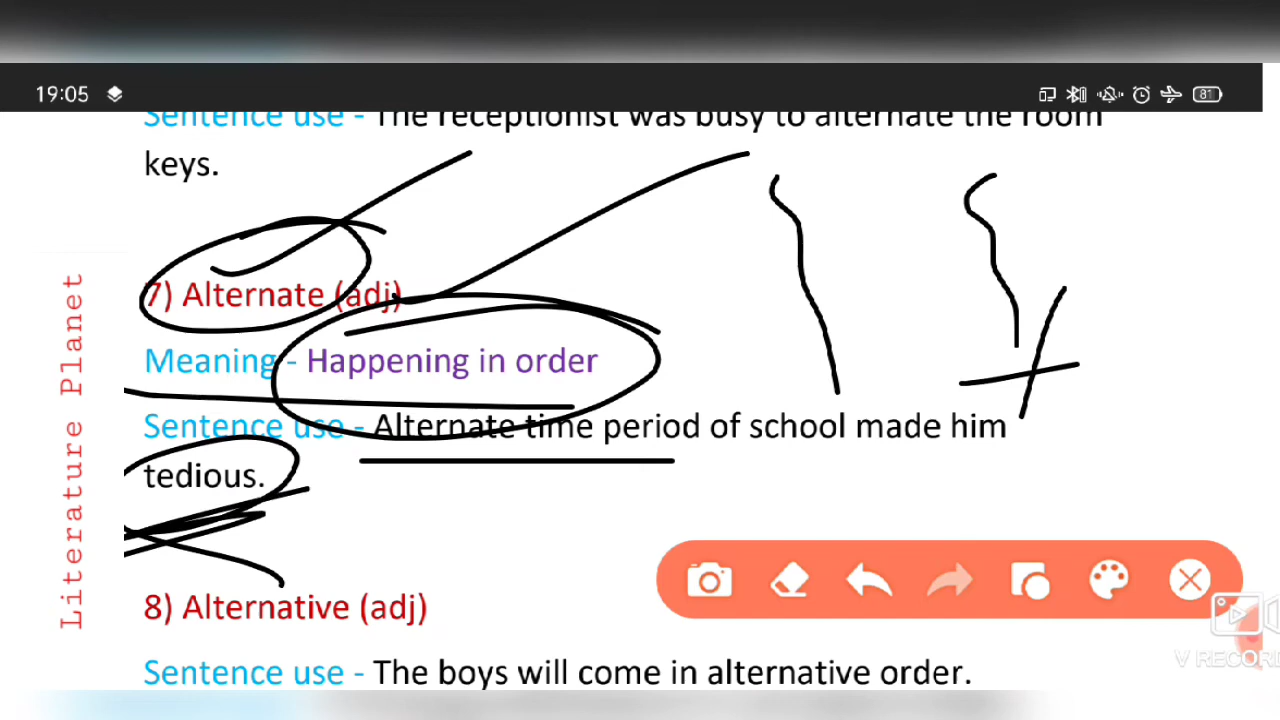 19:05
81
Sentence use - The receptionist was busy to alternate the room
keys.
7) Alternate (adj)
Meaning - Happening in order
Sentence use - Alternate time period of school made him
tedious.
8) Alternative (adj)
Sentence use - The boys will come in alternative order.
Literature Planet
V RECORD